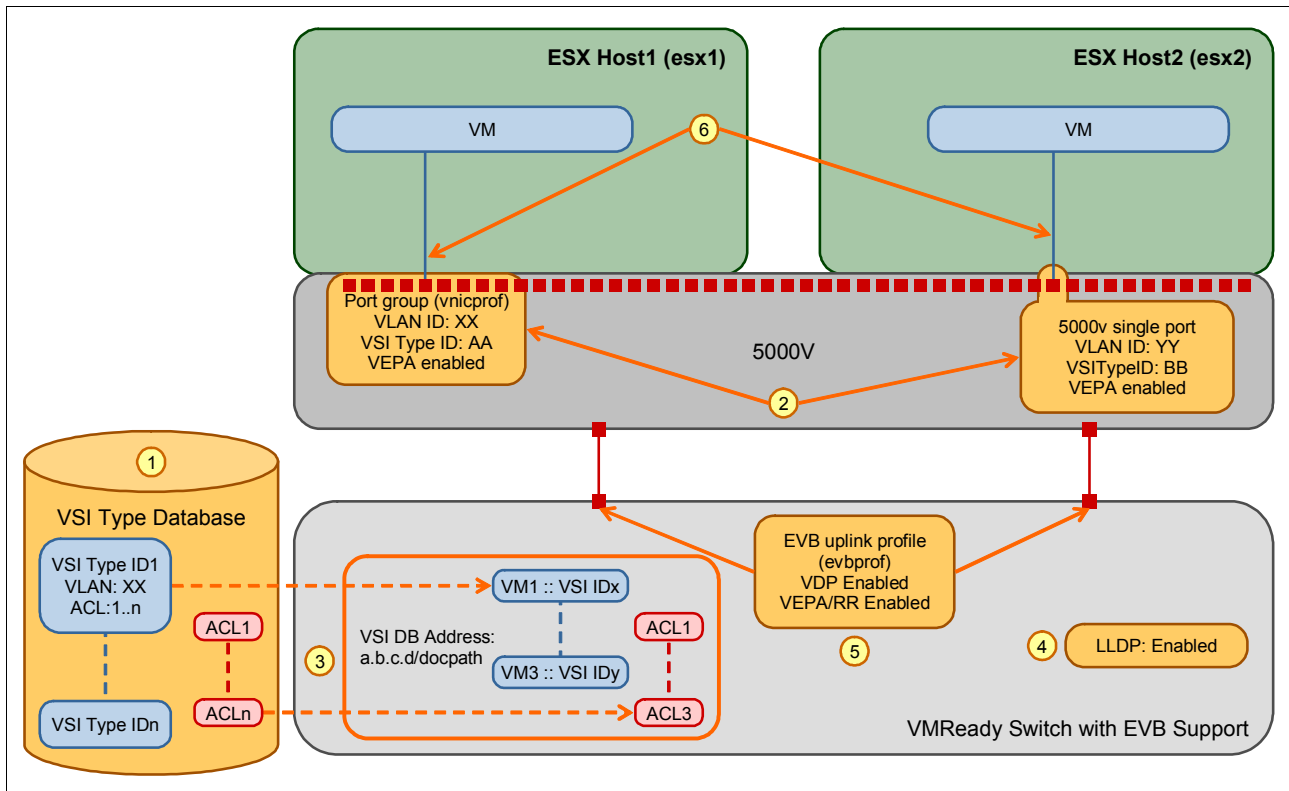 ESX Host1 (esx1)
ESX Host2 (esx2)
VM
6
VM
Port group (vnicprof)
VLAN ID: XX
VSI Type ID: AA
VEPA enabled
5000V
2
5000v single port
VLAN ID: YY
VSITypeID: BB
VEPA enabled
1
VSI Type Database
VSI Type ID1
VLAN: XX
ACL:1..n
ACL1
VSI Type IDn
ACLn
3
VSI DB Address:
a.b.c.d/docpath
VM1 :: VSI IDx
VM3 :: VSI IDy
ACL1
ACL3
EVB uplink profile
(evbprof)
VDP Enabled
VEPA/RR Enabled
5
4
LLDP: Enabled
VMReady Switch with EVB Support